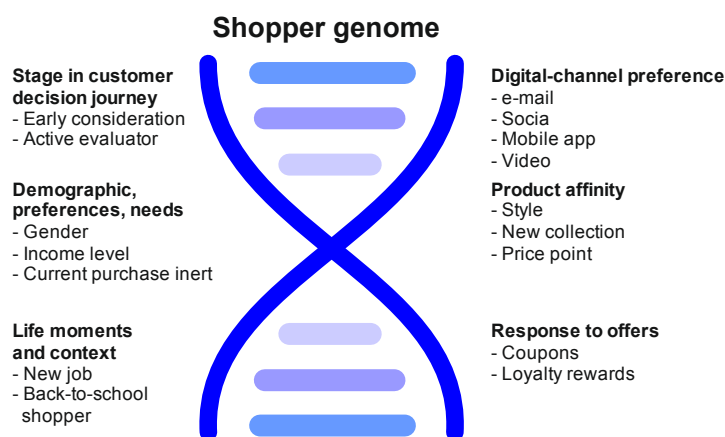 Shopper genome
Stage in customer
decision journey
- Early consideration
- Active evaluator
Demographic,
preferences, needs
- Gender
- Income level
- Current purchase inert
Life moments
and context
- New job
- Back-to-school
shopper
Digital-channel preference
- e-mail
- Socia
- Mobile app
- Video
Product affinity
- Style
- New collection
- Price point
Response to offers
- Coupons
- Loyalty rewards